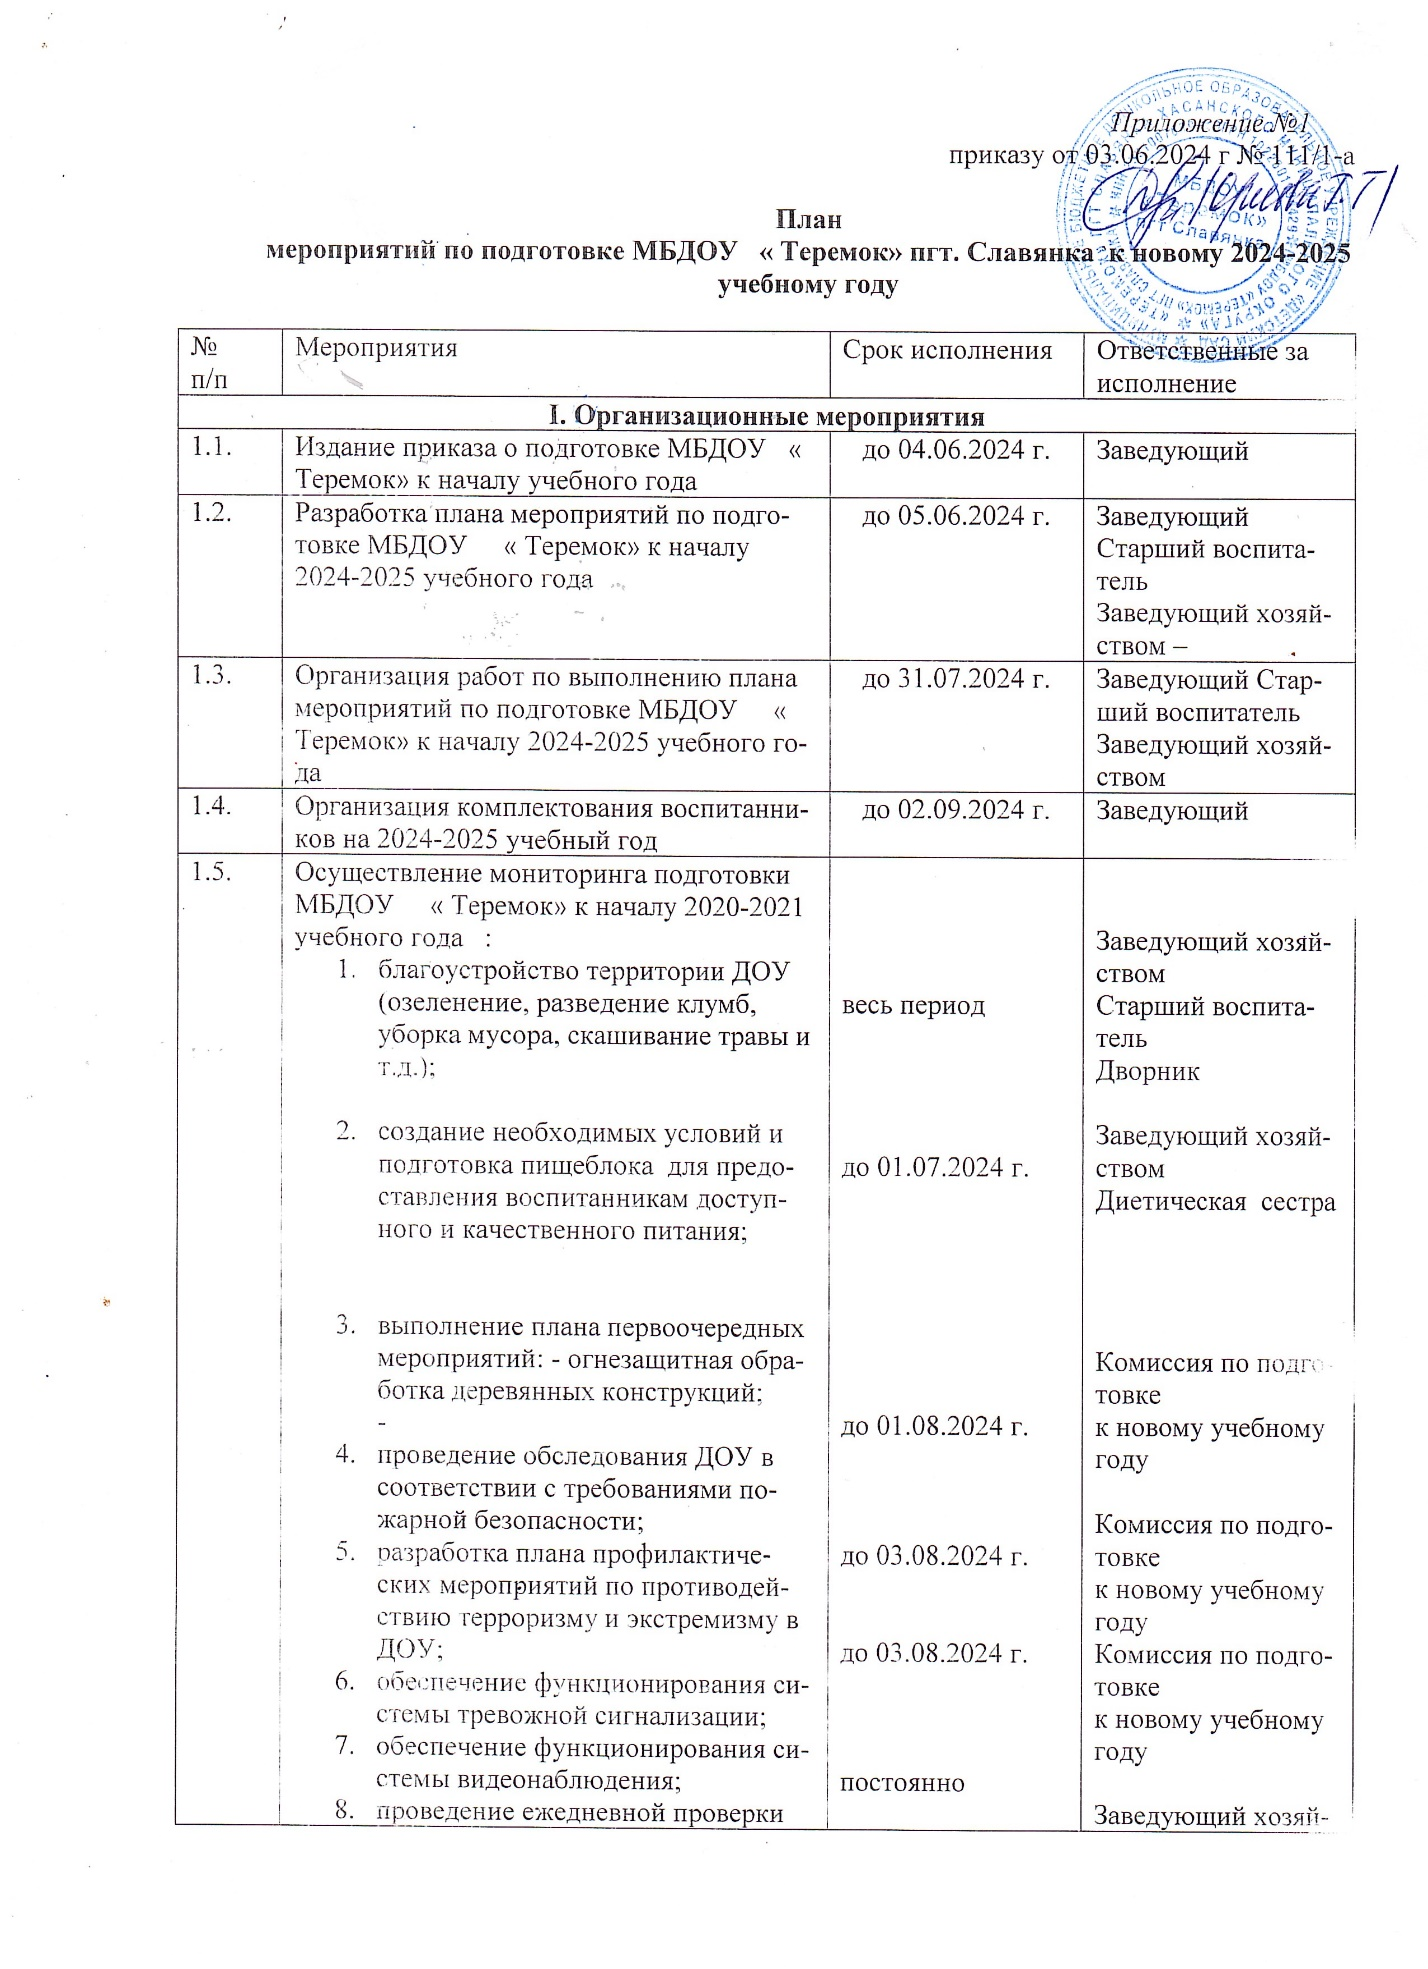 Приложение №1
приказу от 03.06.2024 г № 111/1-а
План
мероприятий по подготовке МБДОУ « Теремок» пгт. Славянка к новому 2024-2025
учебному году
№
п/п
Мероприятия
Срок исполнения
Ответственные за
исполнение
I. Организационные мероприятия
1.1.
Издание приказа о подготовке МБДОУ «
Теремок» к началу учебного года
до 04.06.2024 г.
Заведующий
1.2.
Разработка плана мероприятий по подго-
товке МБДОУ « Теремок» к началу
2024-2025 учебного года
до 05.06.2024 г.
Заведующий
Старший воспита-
тель
Заведующий хозяй-
ством –
1.3.
Организация работ по выполнению плана
мероприятий по подготовке МБДОУ «
Теремок» к началу 2024-2025 учебного го-
да
до 31.07.2024 г.
Заведующий Стар-
ший воспитатель
Заведующий хозяй-
ством
1.4.
Организация комплектования воспитанни-
ков на 2024-2025 учебный год
до 02.09.2024 г.
Заведующий
1.5.
Осуществление мониторинга подготовки
МБДОУ « Теремок» к началу 2020-2021
учебного года :
1. благоустройство территории ДОУ
(озеленение, разведение клумб,
уборка мусора, скашивание травы и
т.д.);
2. создание необходимых условий и
подготовка пищеблока для предо-
ставления воспитанникам доступ-
ного и качественного питания;
3. выполнение плана первоочередных
мероприятий: - огнезащитная обра-
ботка деревянных конструкций;
-
4. проведение обследования ДОУ в
соответствии с требованиями по-
жарной безопасности;
5. разработка плана профилактиче-
ских мероприятий по противодей-
ствию терроризму и экстремизму в
ДОУ;
6. обеспечение функционирования си-
стемы тревожной сигнализации;
7. обеспечение функционирования си-
стемы видеонаблюдения;
8. проведение ежедневной проверки
весь период
до 01.07.2024 г.
до 01.08.2024 г.
до 03.08.2024 г.
до 03.08.2024 г.
постоянно
Заведующий хозяй-
ством
Старший воспита-
тель
Дворник
Заведующий хозяй-
ством
Диетическая сестра
Комиссия по подго-
товке
к новому учебному
году
Комиссия по подго-
товке
к новому учебному
году
Комиссия по подго-
товке
к новому учебному
году
Заведующий хозяй-